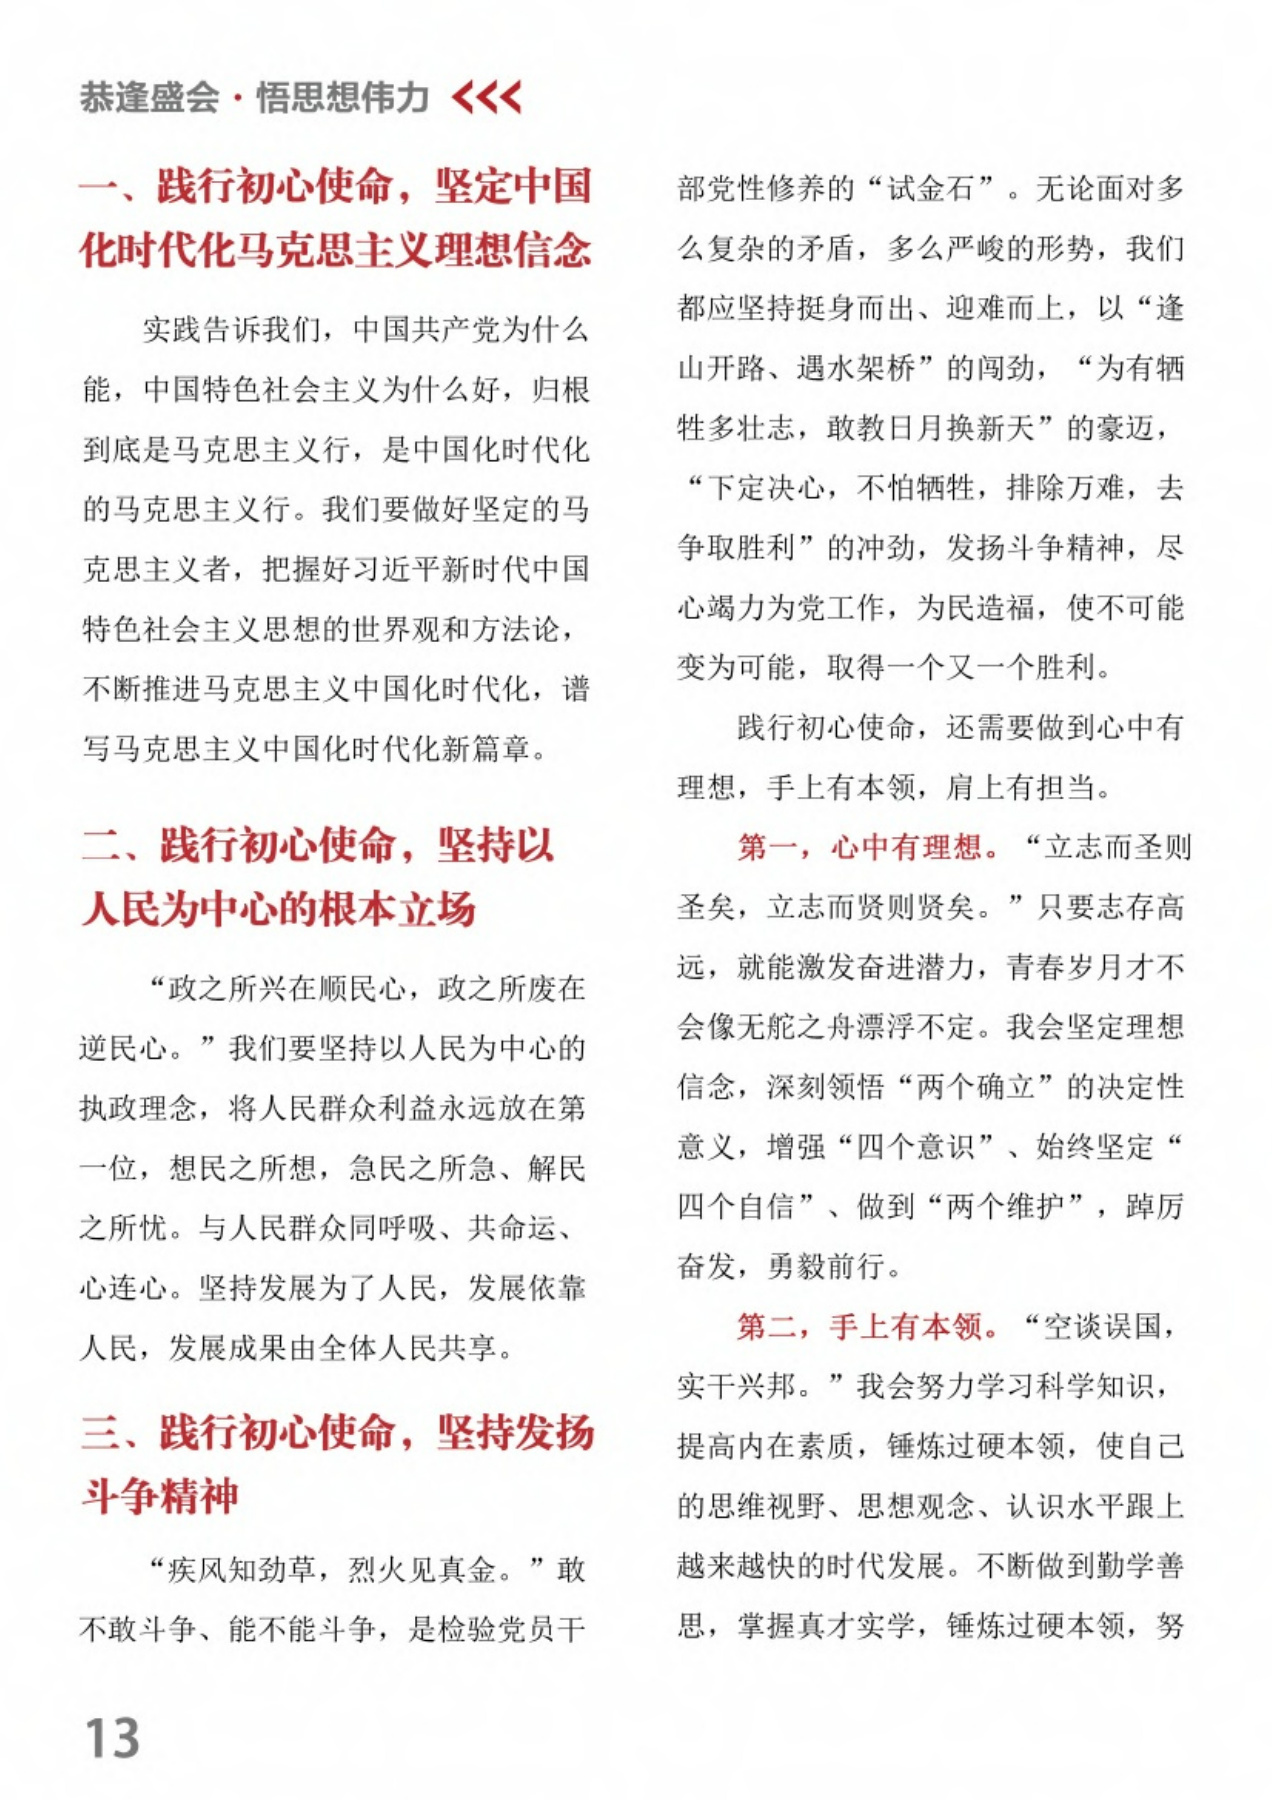 恭逢盛会·悟思想伟力 <<<
一、践行初心使命，坚定中国
化时代化马克思主义理想信念
实践告诉我们，中国共产党为什么
能，中国特色社会主义为什么好，归根
到底是马克思主义行，是中国化时代化
的马克思主义行。我们要做好坚定的马
克思主义者，把握好习近平新时代中国
特色社会主义思想的世界观和方法论，
不断推进马克思主义中国化时代化，谱
写马克思主义中国化时代化新篇章。
二、践行初心使命，坚持以
人民为中心的根本立场
“政之所兴在顺民心，政之所废在
逆民心。”我们要坚持以人民为中心的
执政理念，将人民群众利益永远放在第
一位，想民之所想，急民之所急、解民
之所忧。与人民群众同呼吸、共命运、
心连心。坚持发展为了人民，发展依靠
人民，发展成果由全体人民共享。
三、践行初心使命，坚持发扬
斗争精神
“疾风知劲草，烈火见真金。”敢
不敢斗争、能不能斗争，是检验党员干
部党性修养的“试金石”。无论面对多
么复杂的矛盾，多么严峻的形势，我们
都应坚持挺身而出、迎难而上，以“逢
山开路、遇水架桥”的闯劲，“为有牺
牲多壮志，敢教日月换新天”的豪迈，
“下定决心，不怕牺牲，排除万难，去
争取胜利”的冲劲，发扬斗争精神，尽
心竭力为党工作，为民造福，使不可能
变为可能，取得一个又一个胜利。
践行初心使命，还需要做到心中有
理想，手上有本领，肩上有担当。
第一，心中有理想。“立志而圣则
圣矣，立志而贤则贤矣。”只要志存高
远，就能激发奋进潜力，青春岁月才不
会像无舵之舟漂浮不定。我会坚定理想
信念，深刻领悟“两个确立”的决定性
意义，增强“四个意识”、始终坚定“
四个自信”、做到“两个维护”，踔厉
奋发，勇毅前行。
第二，手上有本领。“空谈误国，
实干兴邦。”我会努力学习科学知识，
提高内在素质，锤炼过硬本领，使自己
的思维视野、思想观念、认识水平跟上
越来越快的时代发展。不断做到勤学善
思，掌握真才实学，锤炼过硬本领，努
13